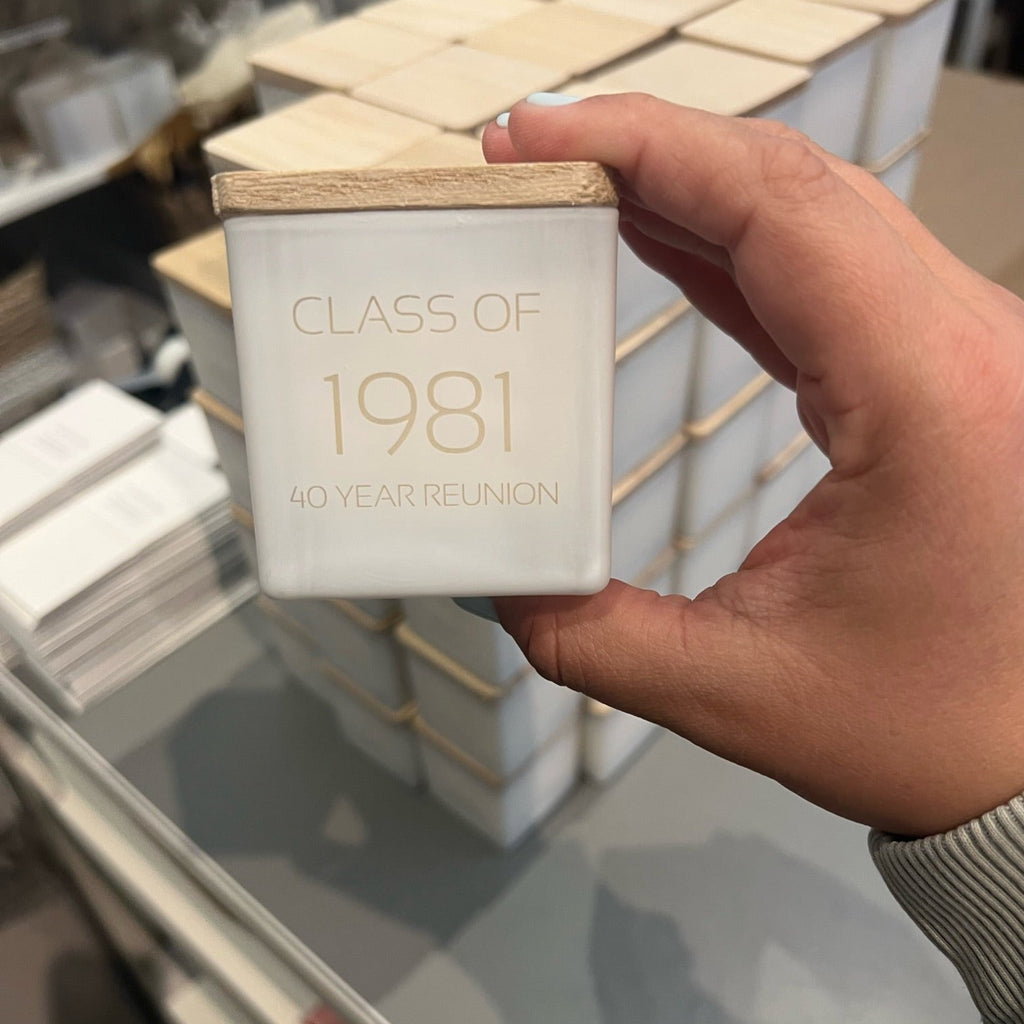 CLASS OF
1981
40 YEAR REUNION